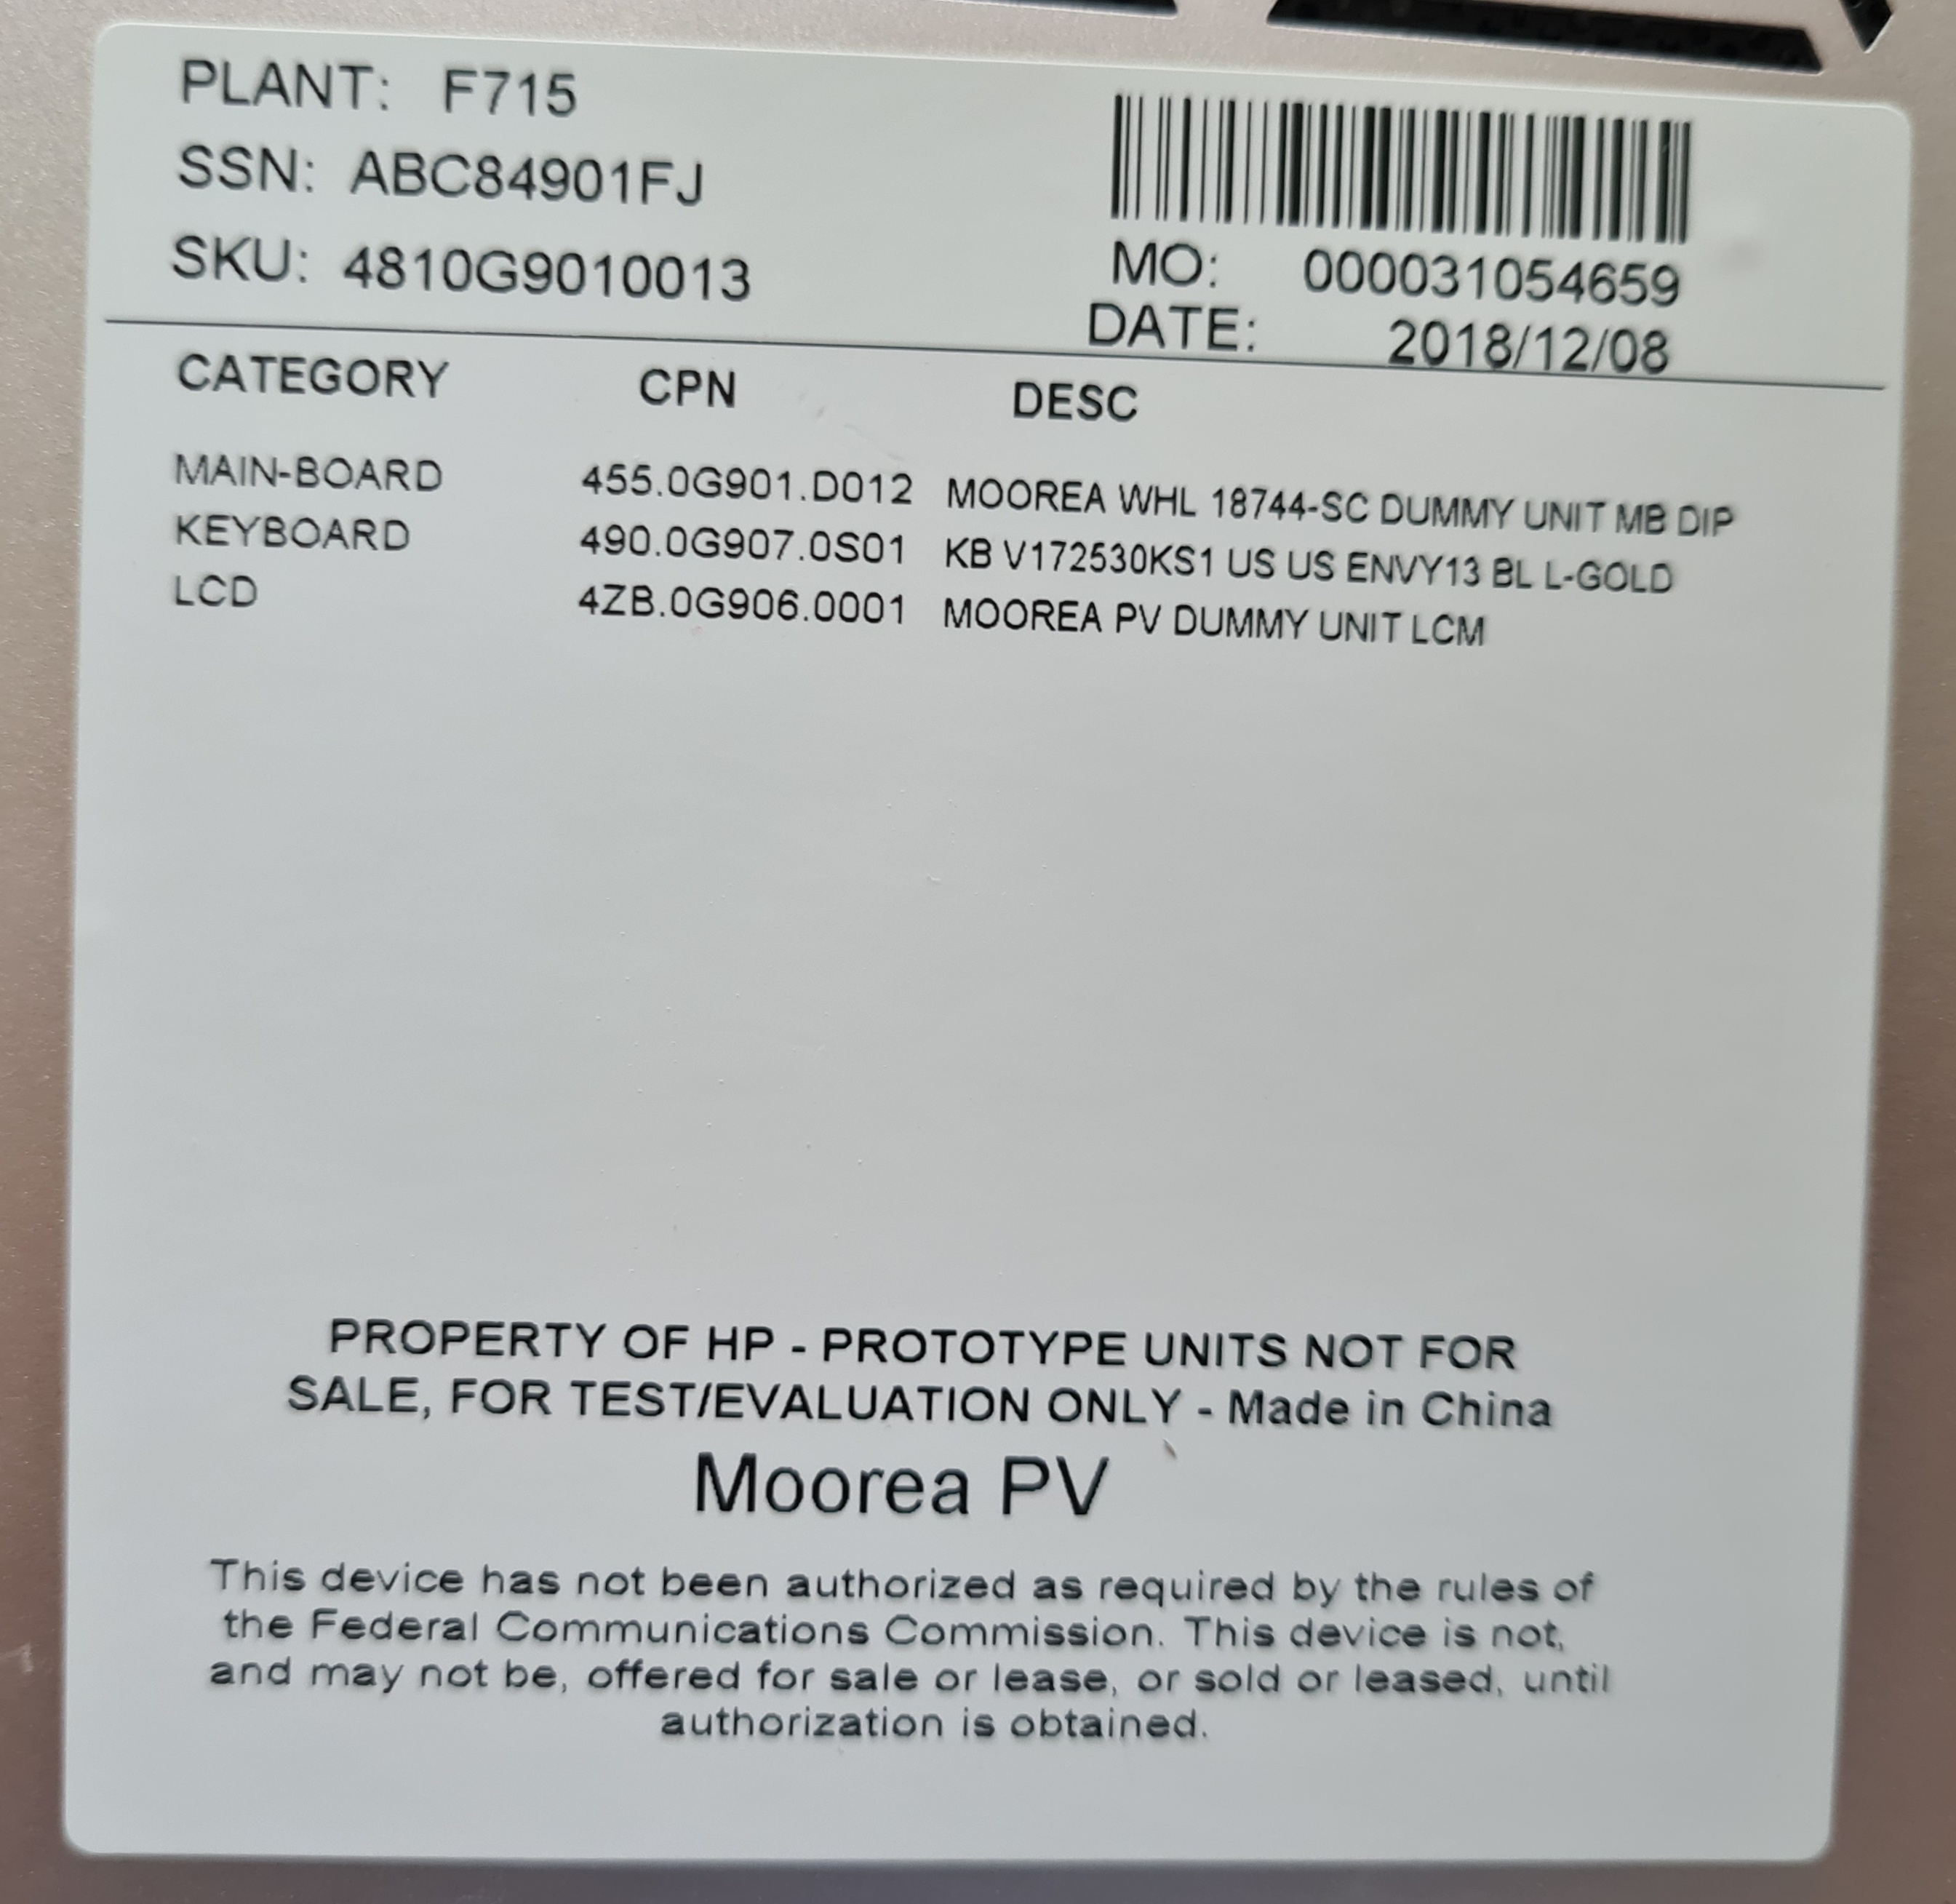 PLANT: F715
SSN: ABC84901FJ
SKU: 4810G9010013
MO: 000031054659
DATE: 2018/12/08
CATEGORY CPN DESC
MAIN-BOARD 455.0G901.D012 MOOREA WHL 18744-SC DUMMY UNIT MB DIP
KEYBOARD 490.0G907.0S01 KB V172530KS1 US US ENVY13 BL L-GOLD
LCD 4ZB.0G906.0001 MOOREA PV DUMMY UNIT LCM
PROPERTY OF HP - PROTOTYPE UNITS NOT FOR
SALE, FOR TEST/EVALUATION ONLY - Made in China
Moorea PV
This device has not been authorized as required by the rules of
the Federal Communications Commission. This device is not,
and may not be, offered for sale or lease, or sold or leased, until
authorization is obtained.